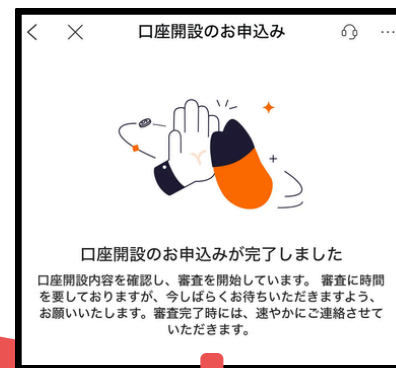 口座開設のお申込み
口座開設のお申込みが完了しました
口座開設内容を確認し、審査を開始しています。 審査に時間
を要しておりますが、今しばらくお待ちいただきますよう、
お願いいたします。審査完了時には、速やかにご連絡させて
いただきます。